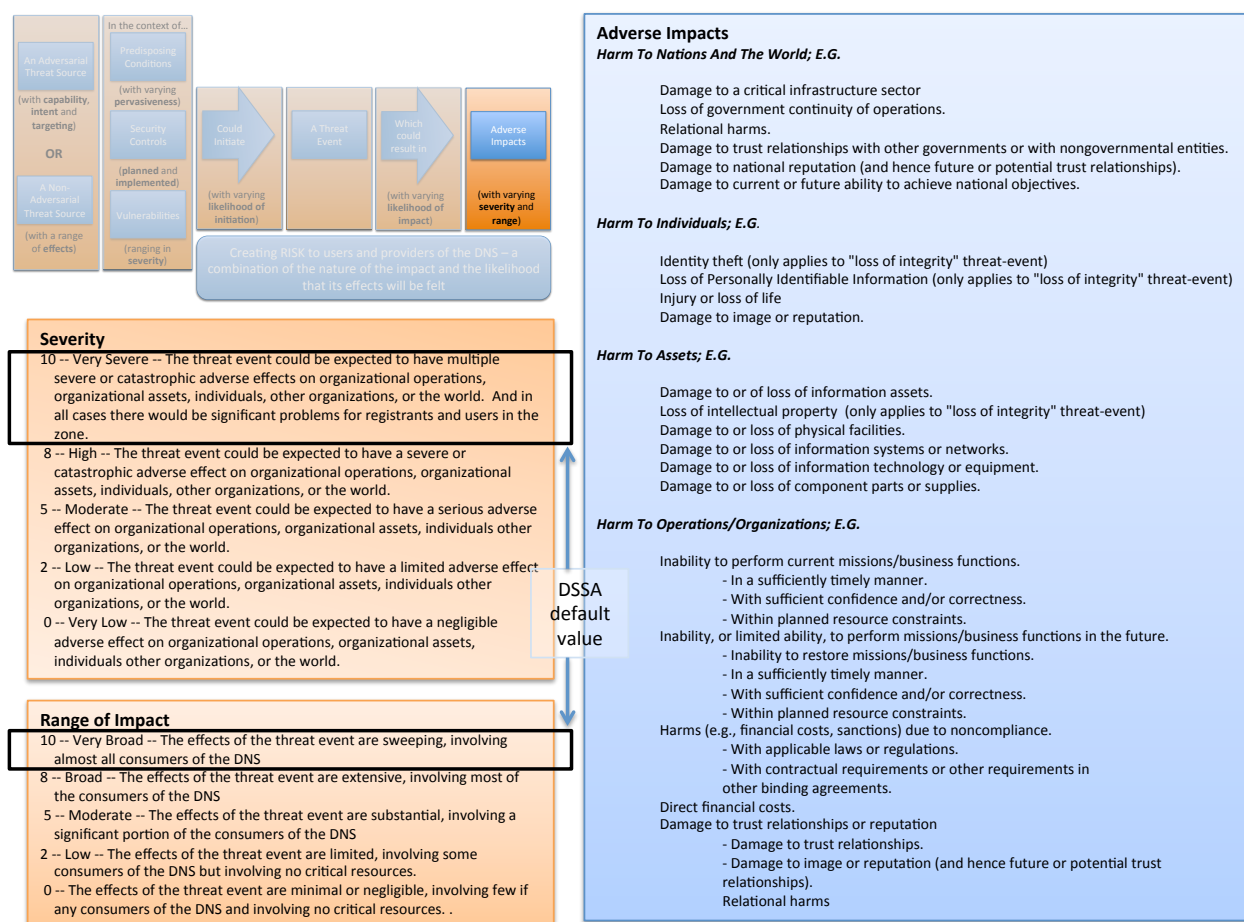 In the context of…
An Adversarial
Threat Source
(with capability,
intent and
targeting)
OR
A Non-
Adversarial
Threat Source
(with a range
of effects)
Predisposing
Conditions
(with varying
pervasiveness)
Security
Controls
(planned and
implemented)
Vulnerabilities
(ranging in
severity)
Could
Initiate
(with varying
likelihood of
initiation)
A Threat
Event
Which
could
result in
(with varying
likelihood of
impact)
Adverse
Impacts
(with varying
severity and
range)
Creating RISK to users and providers of the DNS – a
combination of the nature of the impact and the likelihood
that its effects will be felt
Severity
10 -- Very Severe -- The threat event could be expected to have multiple
severe or catastrophic adverse effects on organizational operations,
organizational assets, individuals, other organizations, or the world. And in
all cases there would be significant problems for registrants and users in the
zone.
8 -- High -- The threat event could be expected to have a severe or
catastrophic adverse effect on organizational operations, organizational
assets, individuals, other organizations, or the world.
5 -- Moderate -- The threat event could be expected to have a serious adverse
effect on organizational operations, organizational assets, individuals other
organizations, or the world.
2 -- Low -- The threat event could be expected to have a limited adverse effect
on organizational operations, organizational assets, individuals other
organizations, or the world.
0 -- Very Low -- The threat event could be expected to have a negligible
adverse effect on organizational operations, organizational assets,
individuals other organizations, or the world.
DSSA
default
value
Range of Impact
10 -- Very Broad -- The effects of the threat event are sweeping, involving
almost all consumers of the DNS
8 -- Broad -- The effects of the threat event are extensive, involving most of
the consumers of the DNS
5 -- Moderate -- The effects of the threat event are substantial, involving a
significant portion of the consumers of the DNS
2 -- Low -- The effects of the threat event are limited, involving some
consumers of the DNS but involving no critical resources.
0 -- The effects of the threat event are minimal or negligible, involving few if
any consumers of the DNS and involving no critical resources. .
Adverse Impacts
Harm To Nations And The World; E.G.
Damage to a critical infrastructure sector
Loss of government continuity of operations.
Relational harms.
Damage to trust relationships with other governments or with nongovernmental entities.
Damage to national reputation (and hence future or potential trust relationships).
Damage to current or future ability to achieve national objectives.
Harm To Individuals; E.G.
Identity theft (only applies to "loss of integrity" threat-event)
Loss of Personally Identifiable Information (only applies to "loss of integrity" threat-event)
Injury or loss of life
Damage to image or reputation.
Harm To Assets; E.G.
Damage to or of loss of information assets.
Loss of intellectual property (only applies to "loss of integrity" threat-event)
Damage to or loss of physical facilities.
Damage to or loss of information systems or networks.
Damage to or loss of information technology or equipment.
Damage to or loss of component parts or supplies.
Harm To Operations/Organizations; E.G.
Inability to perform current missions/business functions.
- In a sufficiently timely manner.
- With sufficient confidence and/or correctness.
- Within planned resource constraints.
Inability, or limited ability, to perform missions/business functions in the future.
- Inability to restore missions/business functions.
- In a sufficiently timely manner.
- With sufficient confidence and/or correctness.
- Within planned resource constraints.
Harms (e.g., financial costs, sanctions) due to noncompliance.
- With applicable laws or regulations.
- With contractual requirements or other requirements in
other binding agreements.
Direct financial costs.
Damage to trust relationships or reputation
- Damage to trust relationships.
- Damage to image or reputation (and hence future or potential trust
relationships).
Relational harms